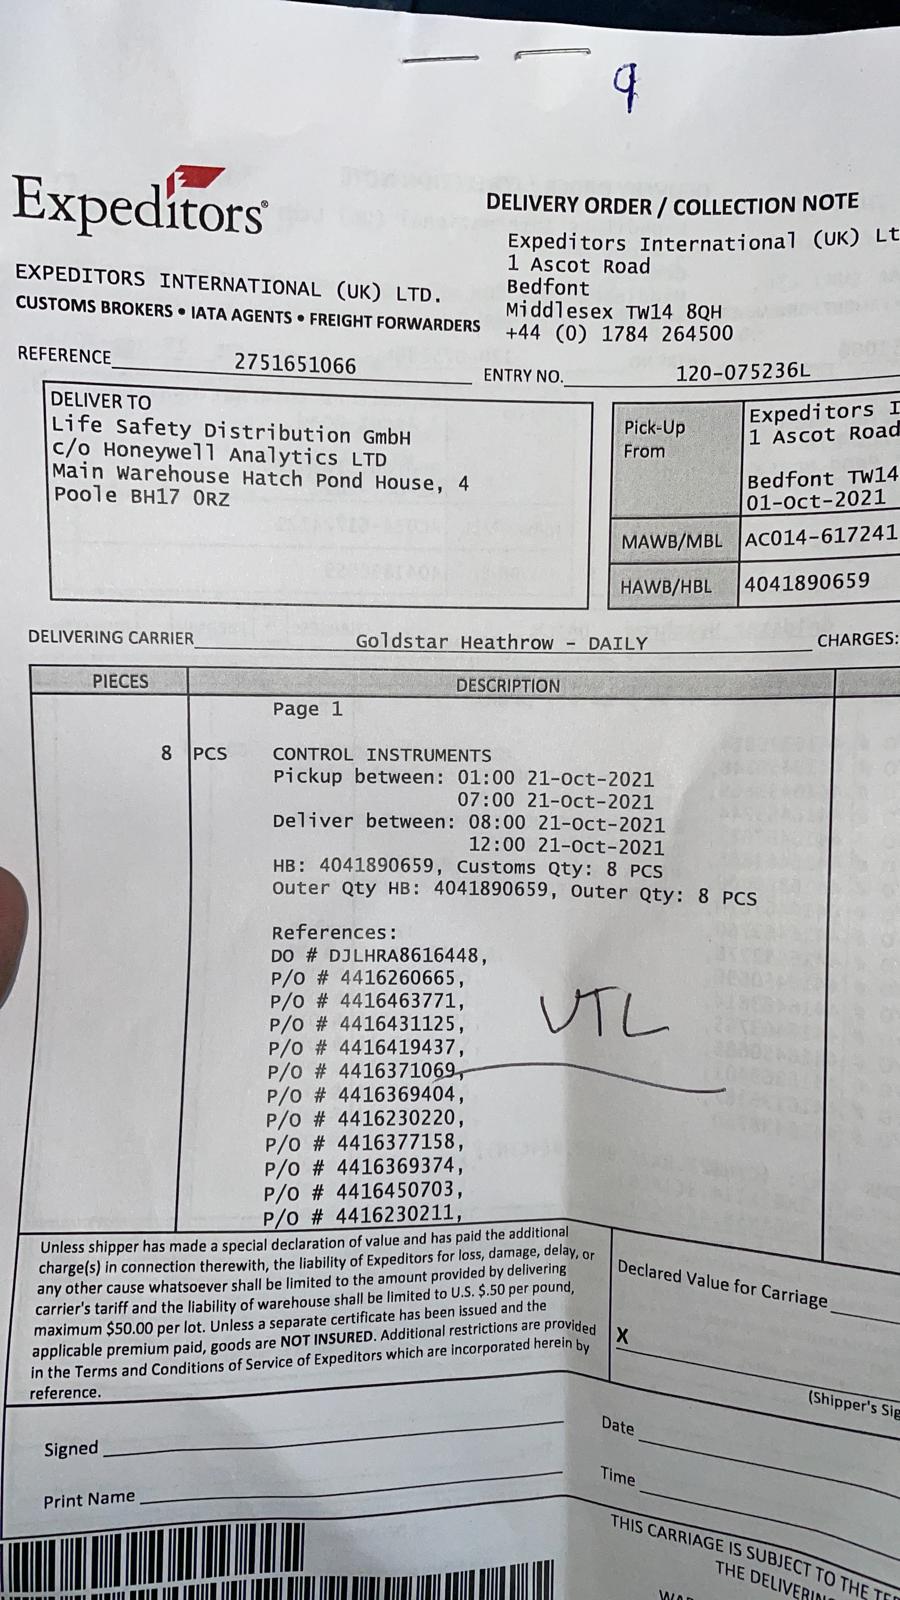 9
Expeditors®
DELIVERY ORDER / COLLECTION NOTE
Expeditors International (UK) Lt
1 Ascot Road
Bedfont
Middlesex TW14 8QH
+44 (0) 1784 264500
EXPEDITORS INTERNATIONAL (UK) LTD.
CUSTOMS BROKERS • IATA AGENTS • FREIGHT FORWARDERS
REFERENCE 2751651066
ENTRY NO. 120-075236L
DELIVER TO
Life Safety Distribution GmbH
c/o Honeywell Analytics LTD
Main Warehouse Hatch Pond House, 4
Poole BH17 0RZ
Pick-Up From
Expeditors I
1 Ascot Road
Bedfont TW14
01-Oct-2021
MAWB/MBL AC014-617241
HAWB/HBL 4041890659
DELIVERING CARRIER Goldstar Heathrow - DAILY CHARGES:
PIECES DESCRIPTION
Page 1
8 PCS CONTROL INSTRUMENTS
Pickup between: 01:00 21-Oct-2021
07:00 21-Oct-2021
Deliver between: 08:00 21-Oct-2021
12:00 21-Oct-2021
HB: 4041890659, Customs Qty: 8 PCS
Outer Qty HB: 4041890659, Outer Qty: 8 PCS
References:
DO # DJLHRA8616448,
P/O # 4416260665,
P/O # 4416463771,
P/O # 4416431125,
P/O # 4416419437,
P/O # 4416371069,
P/O # 4416369404,
P/O # 4416230220,
P/O # 4416377158,
P/O # 4416369374,
P/O # 4416450703,
P/O # 4416230211,
VTL
Unless shipper has made a special declaration of value and has paid the additional
charge(s) in connection therewith, the liability of Expeditors for loss, damage, delay, or
any other cause whatsoever shall be limited to the amount provided by delivering
carrier's tariff and the liability of warehouse shall be limited to U.S. $.50 per pound,
maximum $50.00 per lot. Unless a separate certificate has been issued and the
applicable premium paid, goods are NOT INSURED. Additional restrictions are provided
in the Terms and Conditions of Service of Expeditors which are incorporated herein by
reference.
Declared Value for Carriage
X
(Shipper's Sig
Signed
Date
Print Name
Time
THIS CARRIAGE IS SUBJECT TO THE TE
THE DELIVERIN